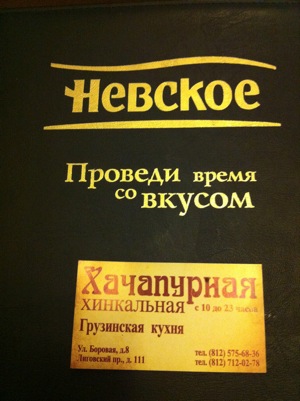 Невское
Проведи время
со вкусом
Хачапурная
хинкальная с 10 до 23 часов
Грузинская кухня
Ул. Боровая, д.8 тел. (812) 575-68-36
Лиговский пр., д. 111 тел. (812) 712-02-78